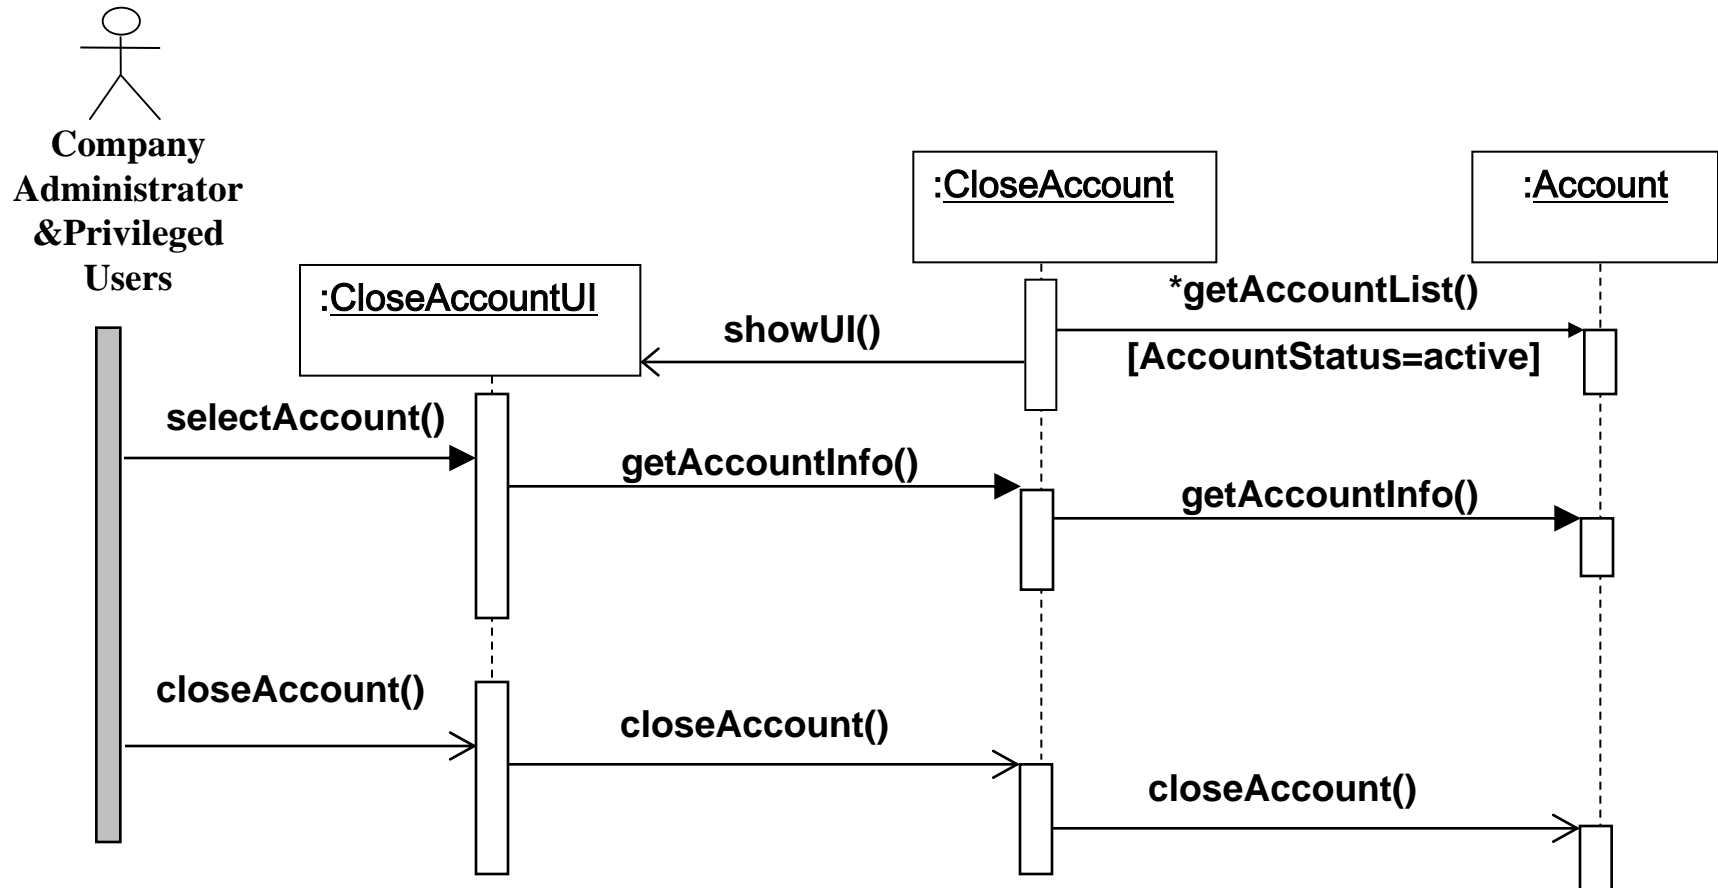 Company
Administrator
&Privileged
Users
:CloseAccountUI
:CloseAccount
:Account
*getAccountList()
showUI()
[AccountStatus=active]
selectAccount()
getAccountInfo()
getAccountInfo()
closeAccount()
closeAccount()
closeAccount()